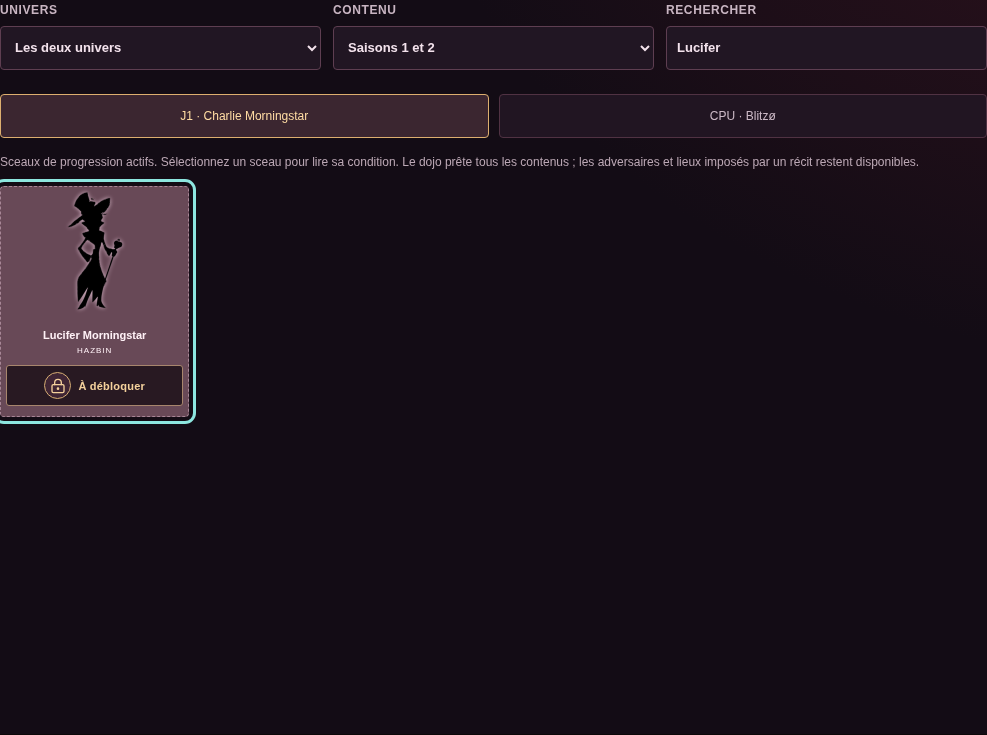 UNIVERS
CONTENU
RECHERCHER
Les deux univers
Saisons 1 et 2
Lucifer
J1 · Charlie Morningstar
CPU · Blitzø
Sceaux de progression actifs. Sélectionnez un sceau pour lire sa condition. Le dojo prête tous les contenus ; les adversaires et lieux imposés par un récit restent disponibles.
Lucifer Morningstar
HAZBIN
À débloquer